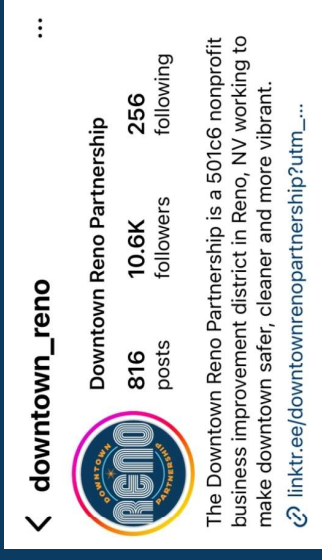 downtown_reno
...
Downtown Reno Partnership
816 10.6K 256
posts followers following
DOWNTOWN
RENO
PARTNERSHIP
The Downtown Reno Partnership is a 501c6 nonprofit
business improvement district in Reno, NV working to
make downtown safer, cleaner and more vibrant.
linktr.ee/downtownrenopartnership?utm_...